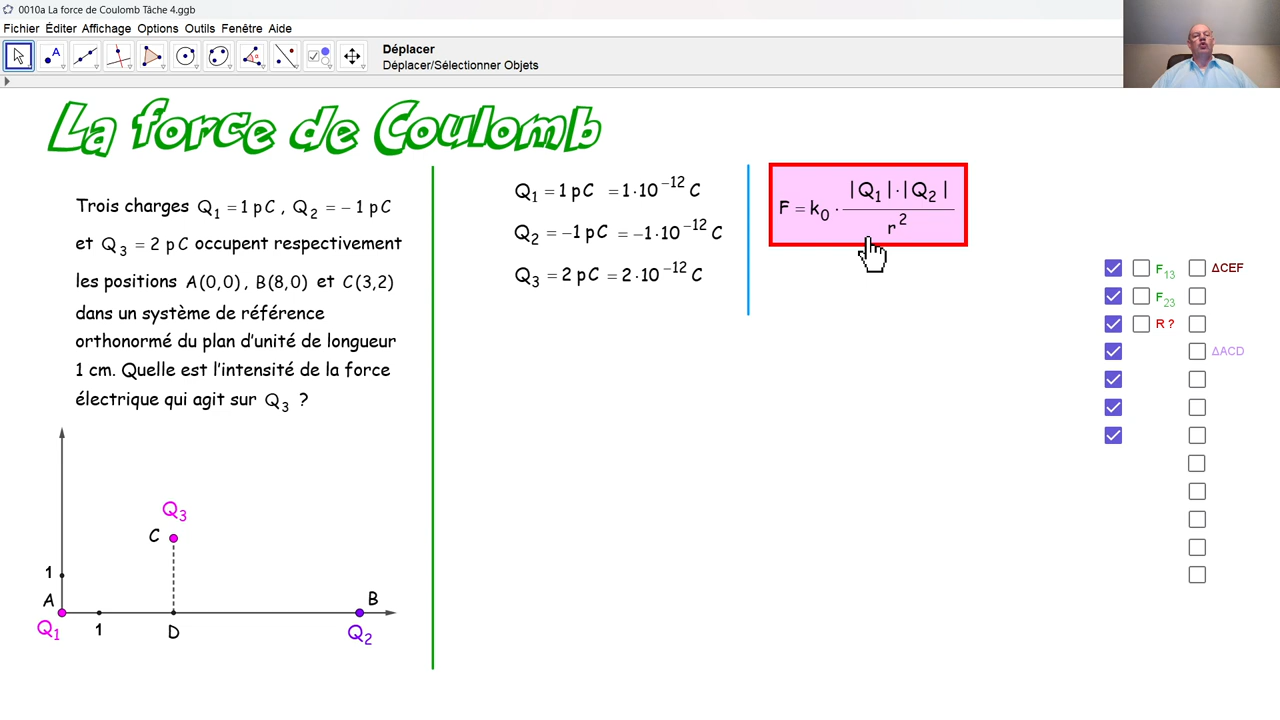 0010a La force de Coulomb Tâche 4.ggb
Fichier Éditer Affichage Options Outils Fenêtre Aide
Déplacer
Déplacer/Sélectionner Objets
La force de Coulomb
Trois charges Q₁ = 1 pC , Q₂ = − 1 pC
et Q₃ = 2 pC occupent respectivement
les positions A(0,0) , B(8,0) et C(3,2)
dans un système de référence
orthonormé du plan d'unité de longueur
1 cm. Quelle est l'intensité de la force
électrique qui agit sur Q₃ ?
Q₁ = 1 pC = 1·10⁻¹² C
Q₂ = −1 pC = −1·10⁻¹² C
Q₃ = 2 pC = 2·10⁻¹² C
F = k₀ · |Q₁|·|Q₂| / r²
F₁₃ ΔCEF
F₂₃
R ?
ΔACD
Q₃
C
1
A B
Q₁ 1 D Q₂
A